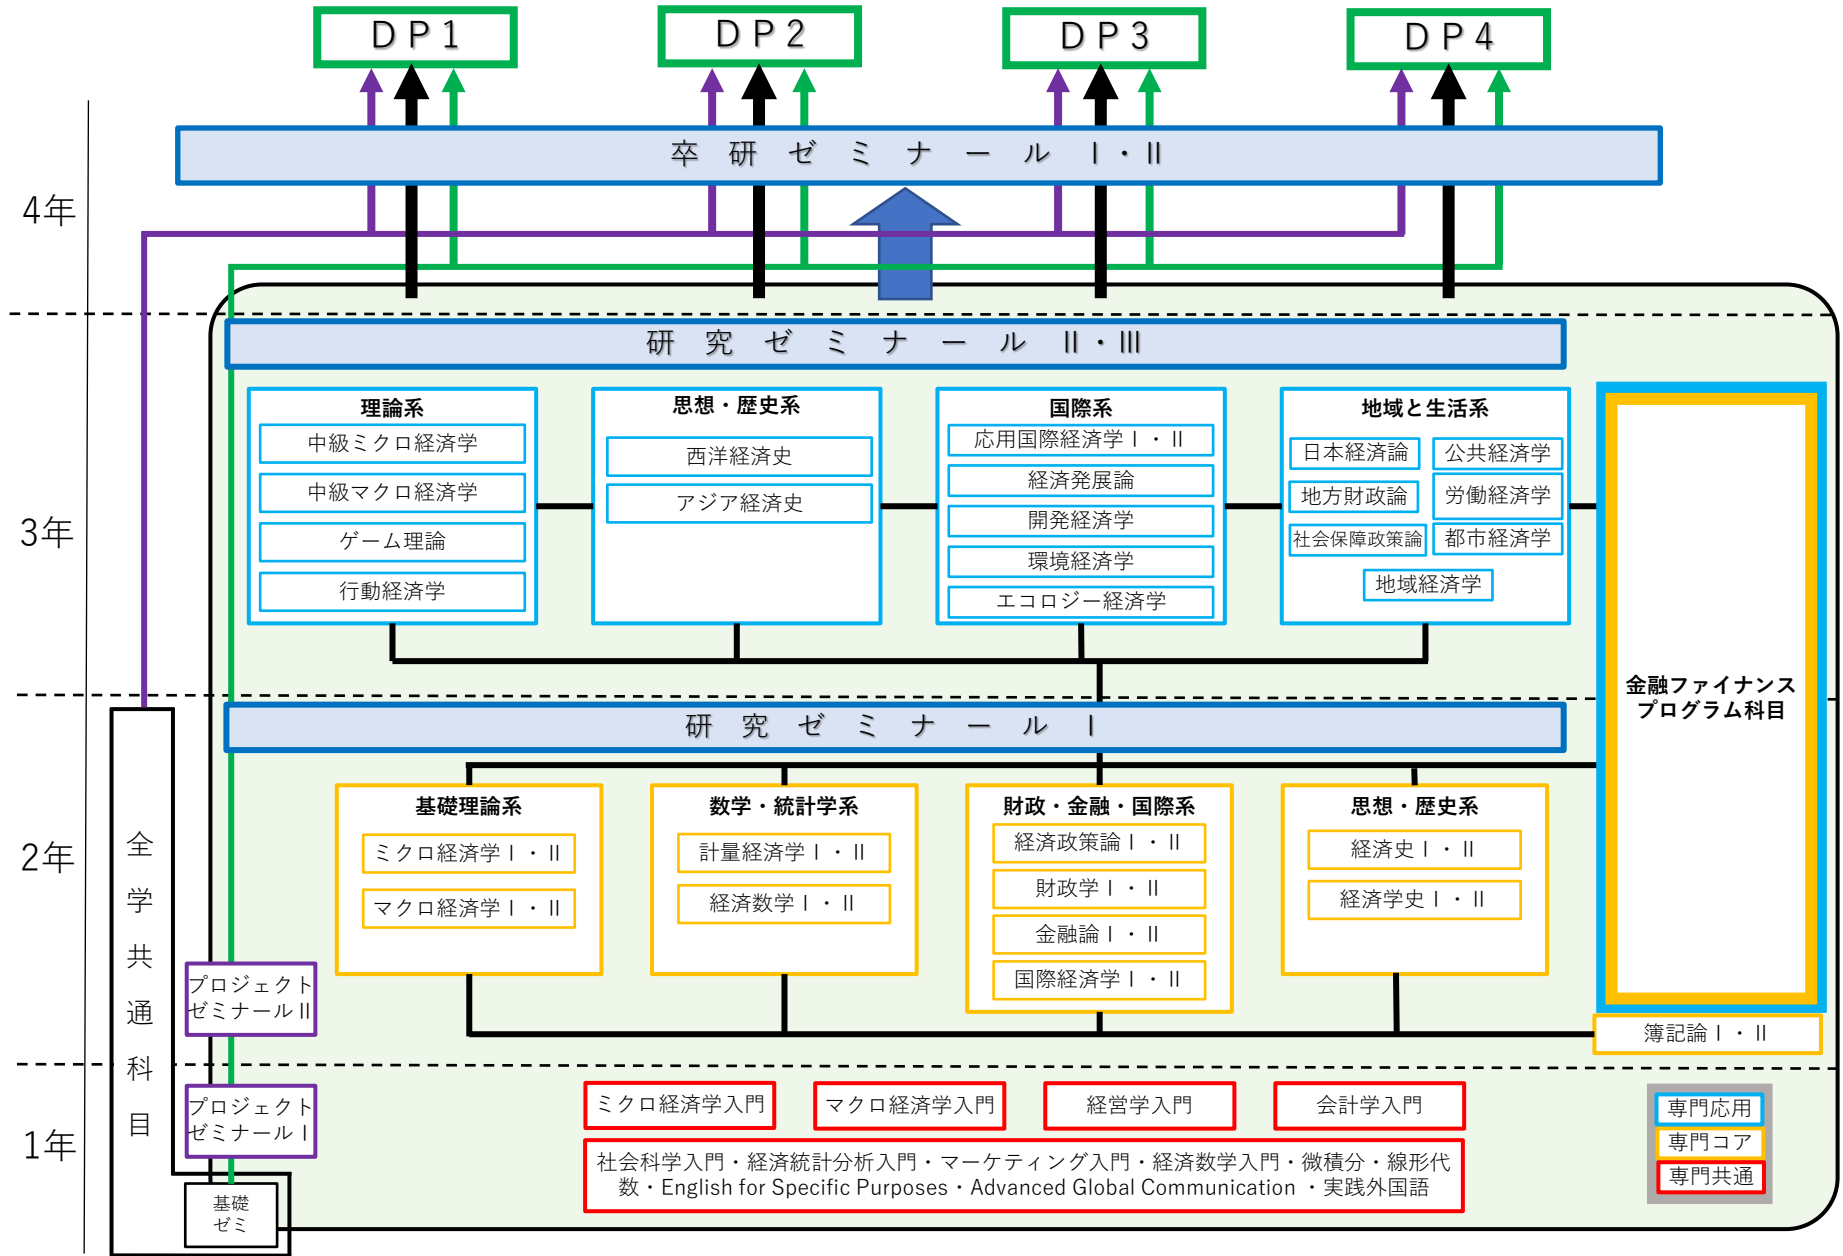 DP1
DP2
DP3
DP4
卒研ゼミナールⅠ・Ⅱ
4年
研究ゼミナールⅡ・Ⅲ
3年
理論系
中級ミクロ経済学
中級マクロ経済学
ゲーム理論
行動経済学
思想・歴史系
西洋経済史
アジア経済史
国際系
応用国際経済学Ⅰ・Ⅱ
経済発展論
開発経済学
環境経済学
エコロジー経済学
地域と生活系
日本経済論
公共経済学
地方財政論
労働経済学
社会保障政策論
都市経済学
地域経済学
金融ファイナンス
プログラム科目
研究ゼミナールⅠ
2年
基礎理論系
ミクロ経済学Ⅰ・Ⅱ
マクロ経済学Ⅰ・Ⅱ
数学・統計学系
計量経済学Ⅰ・Ⅱ
経済数学Ⅰ・Ⅱ
財政・金融・国際系
経済政策論Ⅰ・Ⅱ
財政学Ⅰ・Ⅱ
金融論Ⅰ・Ⅱ
国際経済学Ⅰ・Ⅱ
思想・歴史系
経済史Ⅰ・Ⅱ
経済学史Ⅰ・Ⅱ
簿記論Ⅰ・Ⅱ
全学共通科目
プロジェクト
ゼミナールⅡ
1年
プロジェクト
ゼミナールⅠ
基礎
ゼミ
ミクロ経済学入門
マクロ経済学入門
経営学入門
会計学入門
社会科学入門・経済統計分析入門・マーケティング入門・経済数学入門・微積分・線形代
数・English for Specific Purposes・Advanced Global Communication ・実践外国語
専門応用
専門コア
専門共通